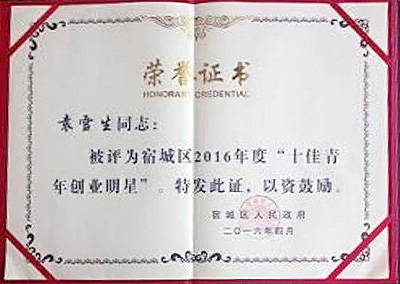 荣誉证书
HONORARY CREDENTIAL
袁雪生同志：
被评为宿城区2016年度“十佳青
年创业明星”。特发此证，以资鼓励。
宿城区人民政府
二〇一六年四月